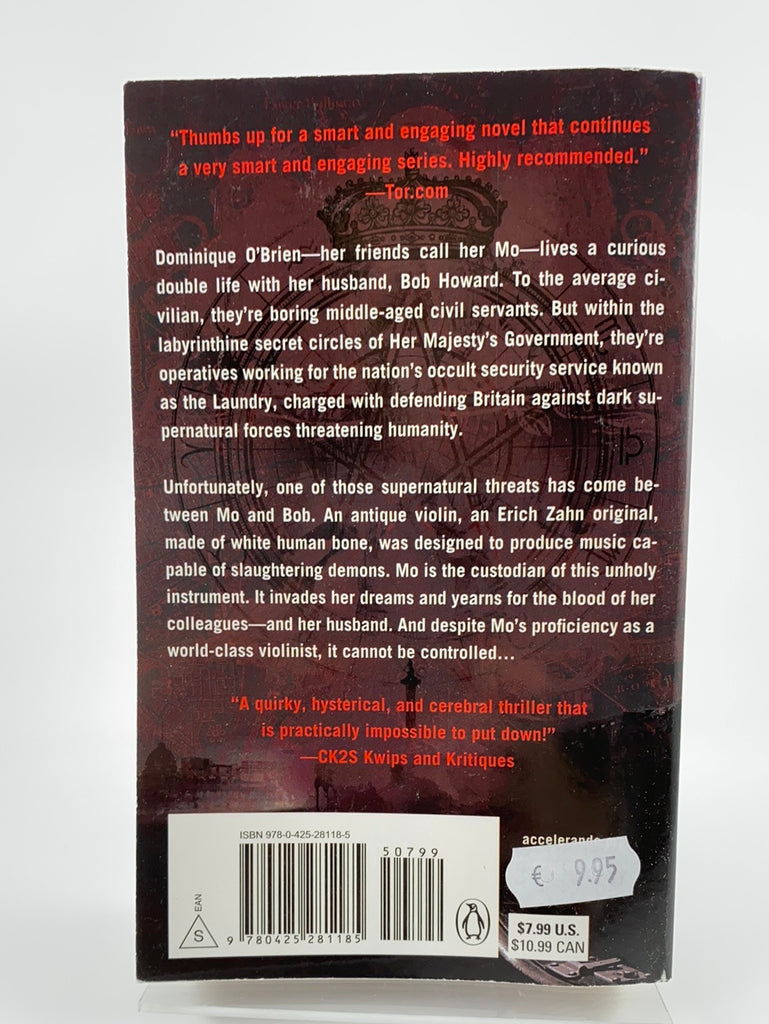 “Thumbs up for a smart and engaging novel that continues
a very smart and engaging series. Highly recommended.”
—Tor.com
Dominique O’Brien—her friends call her Mo—lives a curious
double life with her husband, Bob Howard. To the average ci-
vilian, they’re boring middle-aged civil servants. But within the
labyrinthine secret circles of Her Majesty’s Government, they’re
operatives working for the nation’s occult security service known
as the Laundry, charged with defending Britain against dark su-
pernatural forces threatening humanity.
Unfortunately, one of those supernatural threats has come be-
tween Mo and Bob. An antique violin, an Erich Zahn original,
made of white human bone, was designed to produce music ca-
pable of slaughtering demons. Mo is the custodian of this unholy
instrument. It invades her dreams and yearns for the blood of her
colleagues—and her husband. And despite Mo’s proficiency as a
world-class violinist, it cannot be controlled...
“A quirky, hysterical, and cerebral thriller that
is practically impossible to put down!”
—CK2S Kwips and Kritiques
ISBN 978-0-425-28118-5
50799
EAN
S
9 780425 281185
€ 9.95
$7.99 U.S.
$10.99 CAN